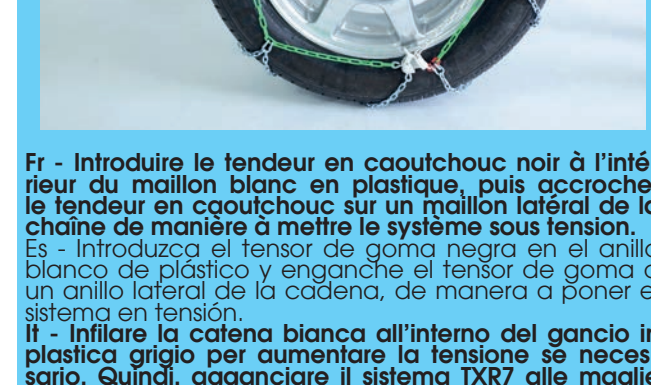 Fr - Introduire le tendeur en caoutchouc noir à l'inté-
rieur du maillon blanc en plastique, puis accrocher
le tendeur en caoutchouc sur un maillon latéral de la
chaîne de manière à mettre le système sous tension.
Es - Introduzca el tensor de goma negra en el anillo
blanco de plástico y enganche el tensor de goma a
un anillo lateral de la cadena, de manera a poner el
sistema en tensión.
It - Infilare la catena bianca all'interno del gancio in
plastica grigio per aumentare la tensione se neces-
sario. Quindi, agganciare il sistema TXR7 alle maglie